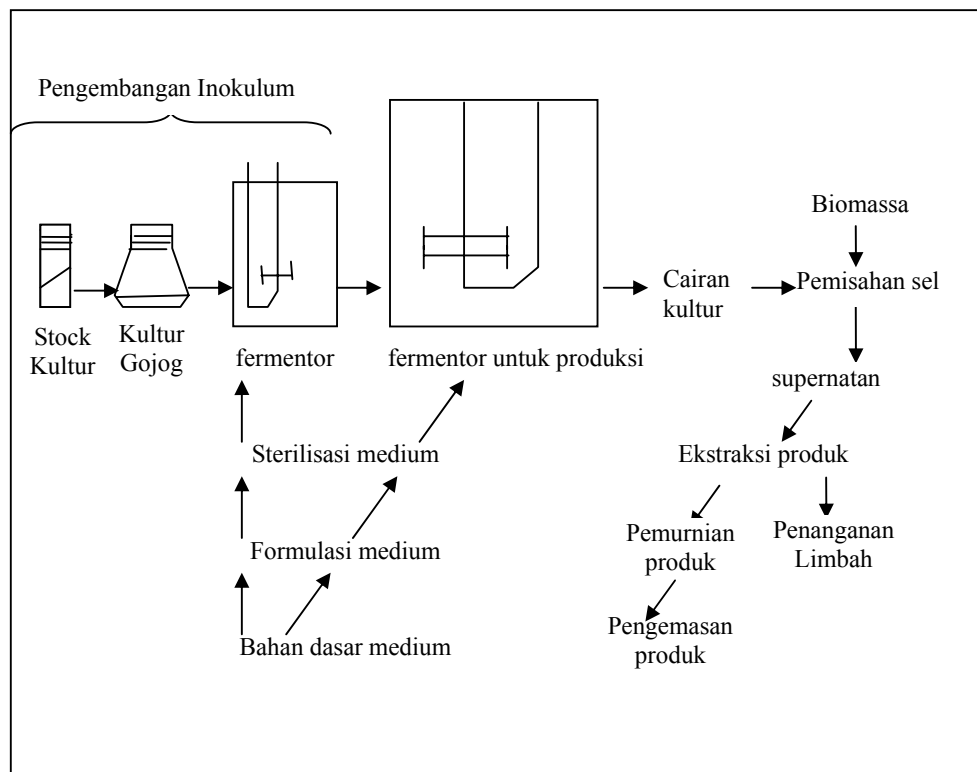 Pengembangan Inokulum
Stock
Kultur
Kultur
Gojog
fermentor
fermentor untuk produksi
Cairan
kultur
Biomassa
Pemisahan sel
supernatan
Sterilisasi medium
Ekstraksi produk
Formulasi medium
Pemurnian
produk
Penanganan
Limbah
Bahan dasar medium
Pengemasan
produk